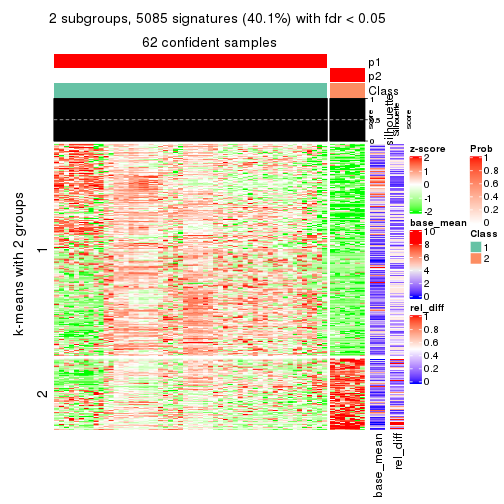 2 subgroups, 5085 signatures (40.1%) with fdr < 0.05
62 confident samples
p1
p2
Class
1
0.5
0
silhouette
score
Silhouette
score
k-means with 2 groups
1
2
z-score
2
1
0
-1
-2
base_mean
10
8
6
4
2
0
rel_diff
1
0.8
0.6
0.4
0.2
0
Prob
1
0.8
0.6
0.4
0.2
0
Class
1
2
base_mean
rel_diff